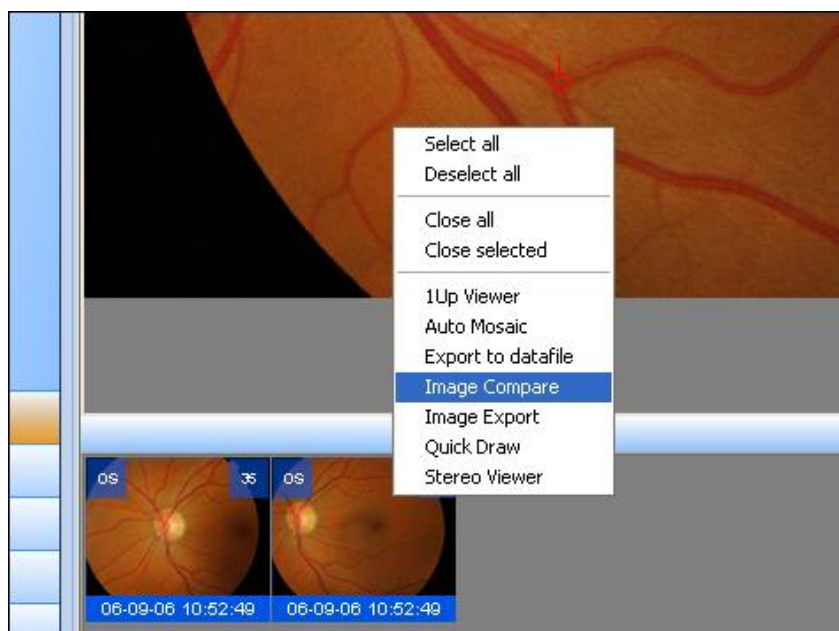 Select all
Deselect all
Close all
Close selected
1Up Viewer
Auto Mosaic
Export to datafile
Image Compare
Image Export
Quick Draw
Stereo Viewer
OS 36 OS
06-09-06 10:52:49 06-09-06 10:52:49